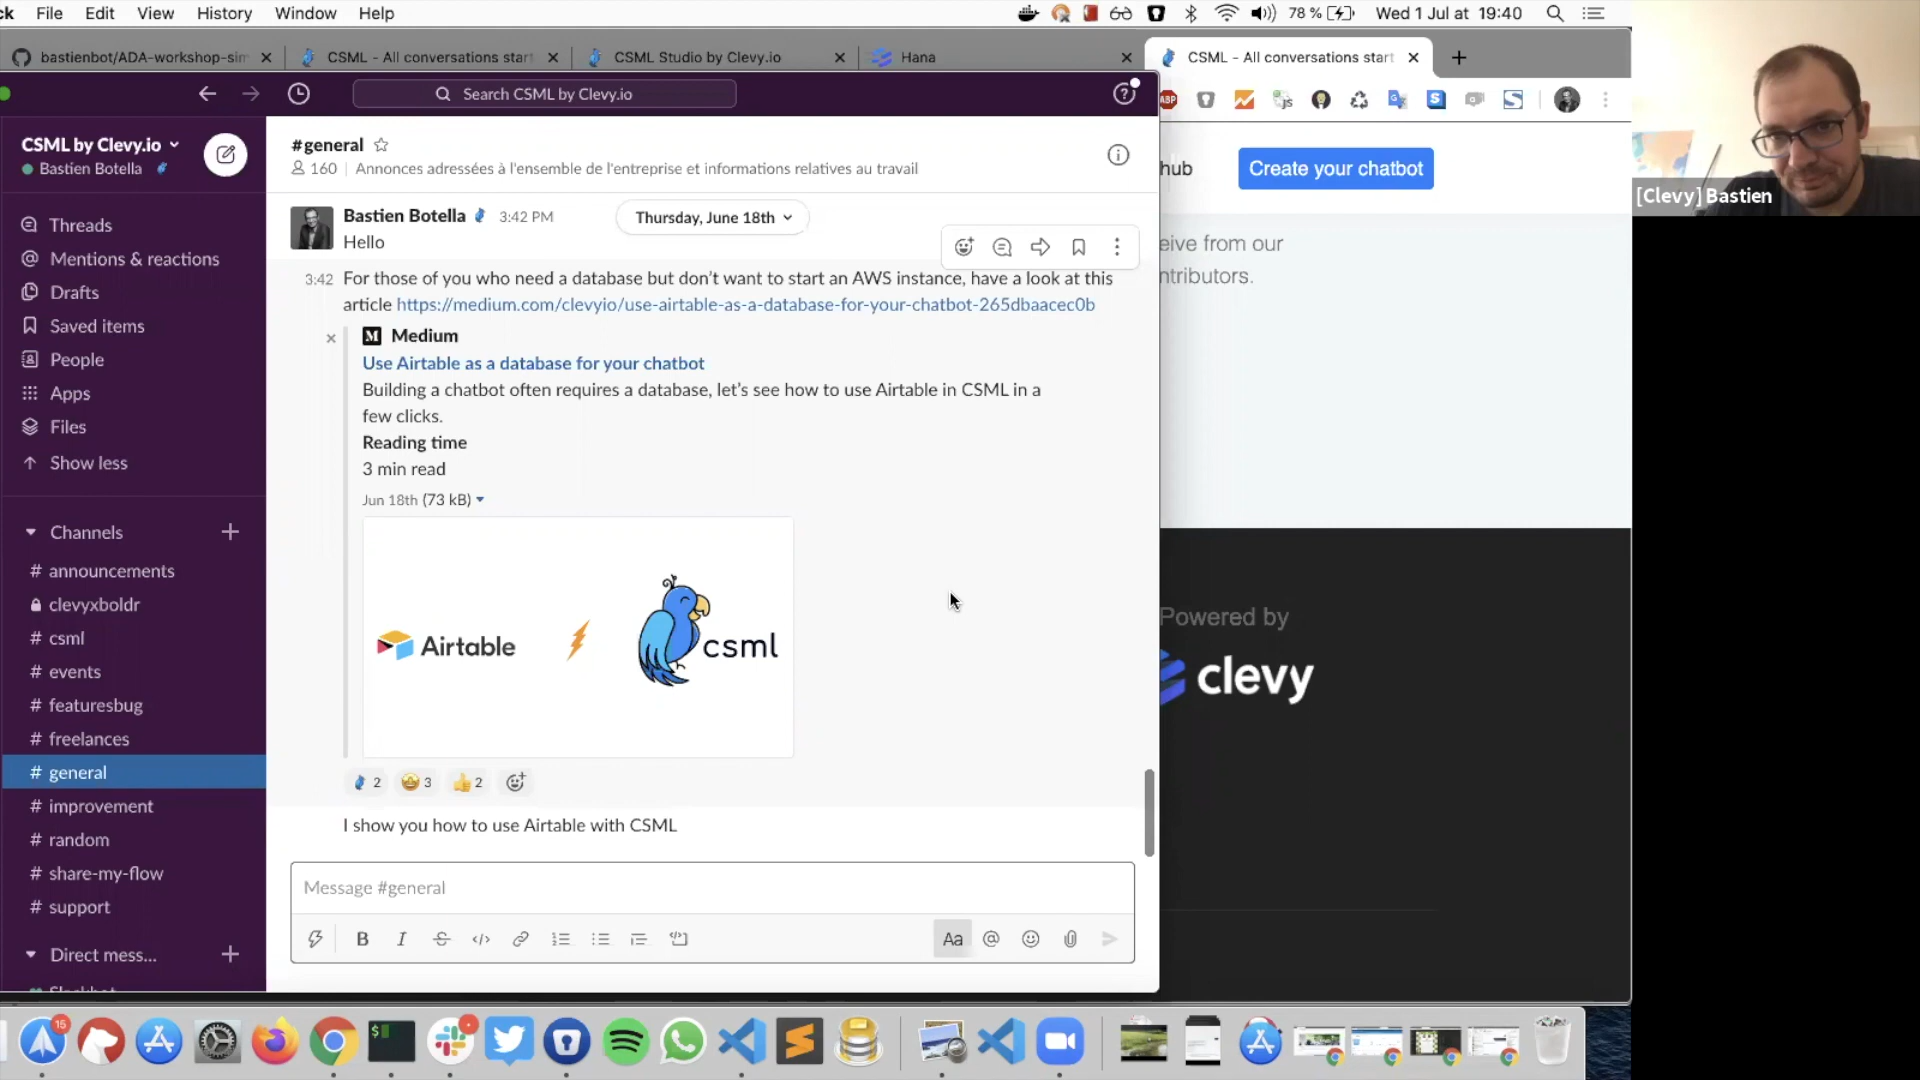 ck File Edit View History Window Help 78 % Wed 1 Jul at 19:40
bastienbot/ADA-workshop-sim CSML - All conversations start CSML Studio by Clevy.io Hana CSML - All conversations start
Search CSML by Clevy.io
ABP
CSML by Clevy.io
Bastien Botella
#general
160 Annonces adressées à l'ensemble de l'entreprise et informations relatives au travail
hub Create your chatbot
[Clevy] Bastien
Threads
Mentions & reactions
Drafts
Saved items
People
Apps
Files
Show less
Channels
# announcements
clevyxboldr
# csml
# events
# featuresbug
# freelances
# general
# improvement
# random
# share-my-flow
# support
Direct mess...
Slackbot
Bastien Botella 3:42 PM
Thursday, June 18th
Hello
3:42 For those of you who need a database but don't want to start an AWS instance, have a look at this
article https://medium.com/clevyio/use-airtable-as-a-database-for-your-chatbot-265dbaacec0b
Medium
Use Airtable as a database for your chatbot
Building a chatbot often requires a database, let's see how to use Airtable in CSML in a
few clicks.
Reading time
3 min read
Jun 18th (73 kB)
Airtable csml
2 3 2
I show you how to use Airtable with CSML
Message #general
B I S </> Aa @
eive from our
ntributors.
Powered by
clevy
15